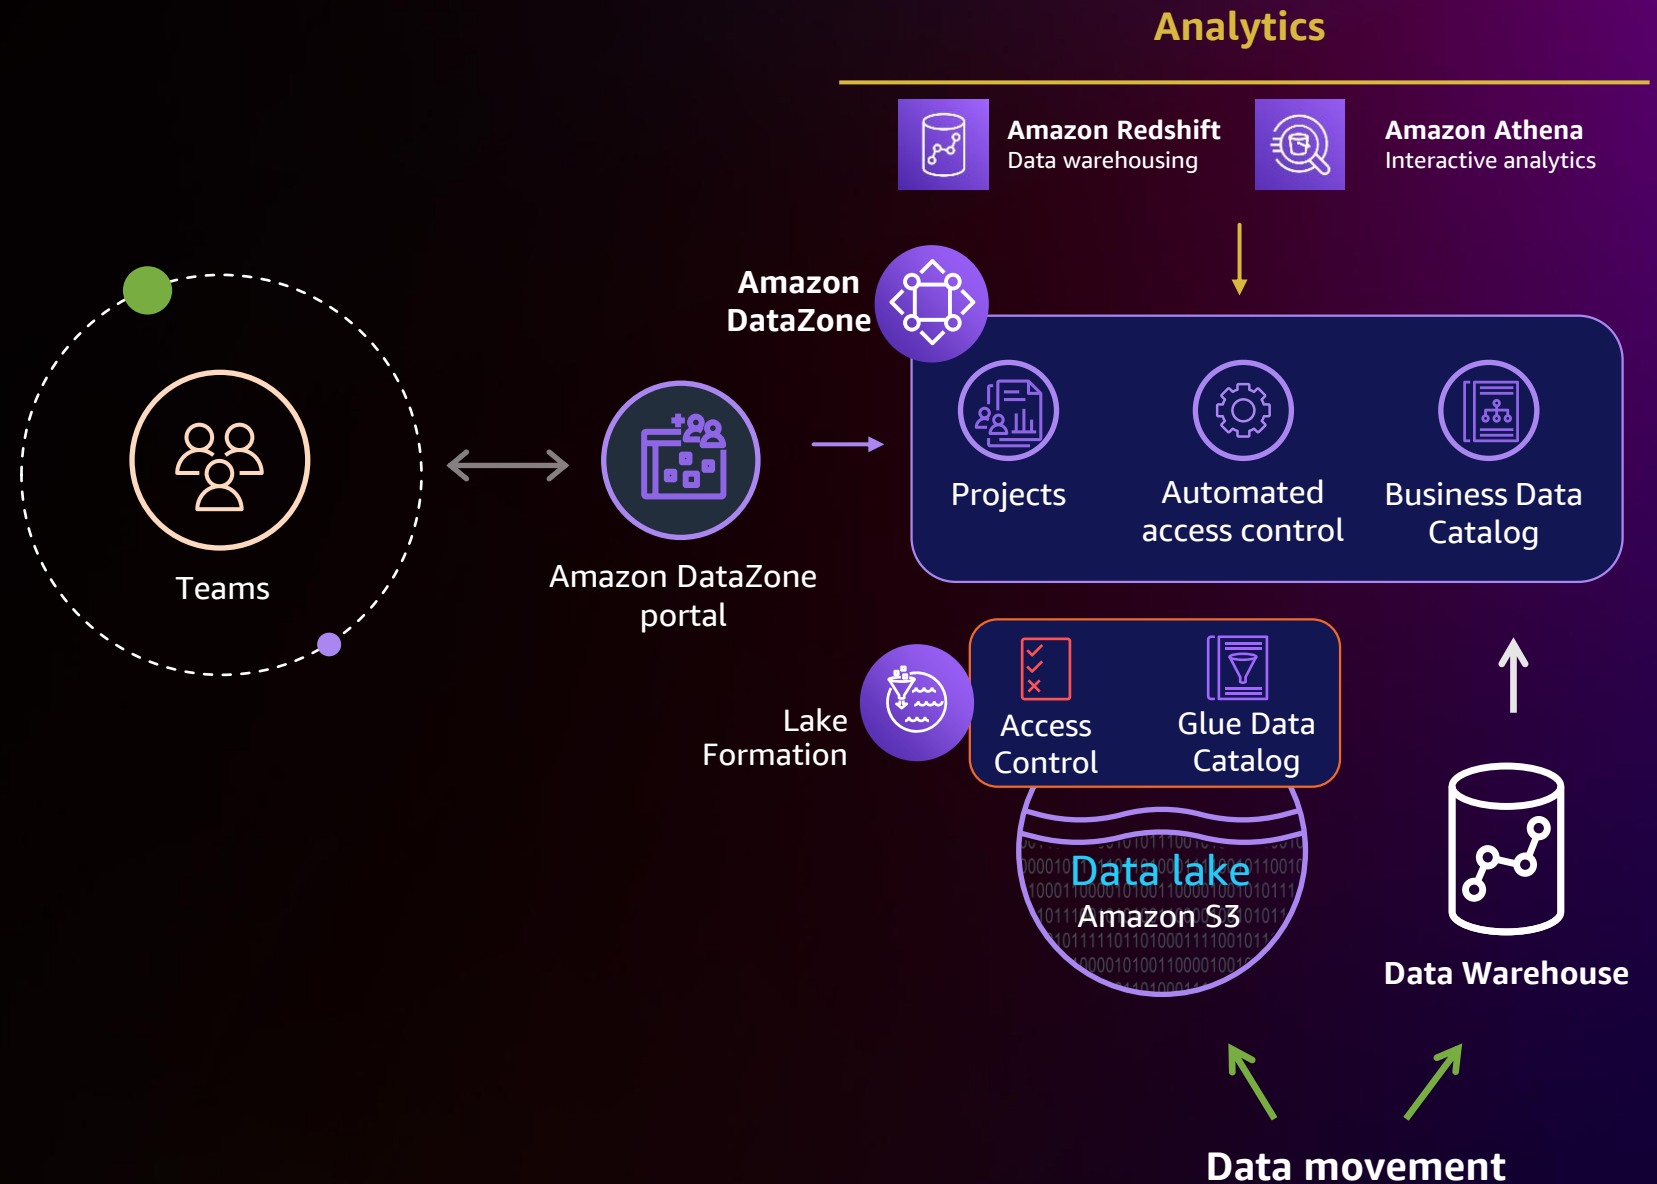 Analytics
Amazon Redshift
Data warehousing
Amazon Athena
Interactive analytics
Amazon
DataZone
Projects
Automated
access control
Business Data
Catalog
Teams
Amazon DataZone
portal
Lake
Formation
Access
Control
Glue Data
Catalog
Data lake
Amazon S3
Data Warehouse
Data movement